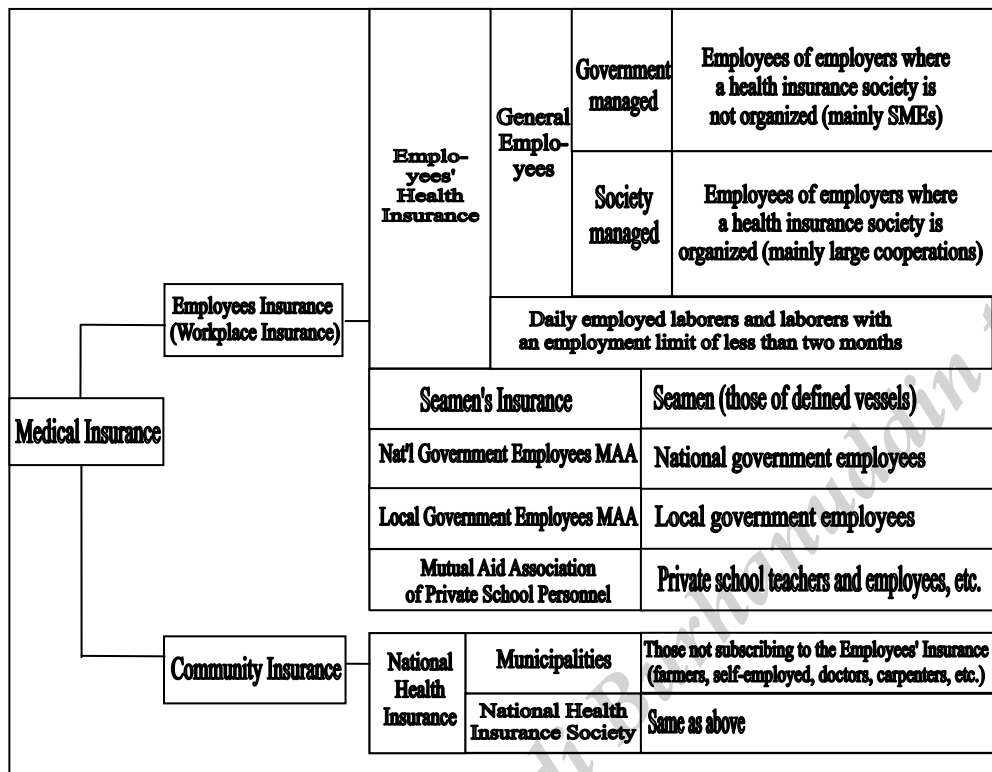 Medical Insurance
Employees Insurance
(Workplace Insurance)
Emplo-
yees'
Health
Insurance
General
Emplo-
yees
Government
managed
Employees of employers where
a health insurance society is
not organized (mainly SMEs)
Society
managed
Employees of employers where
a health insurance society is
organized (mainly large cooperations)
Daily employed laborers and laborers with
an employment limit of less than two months
Seamen's Insurance
Seamen (those of defined vessels)
Nat'l Government Employees MAA
National government employees
Local Government Employees MAA
Local government employees
Mutual Aid Association
of Private School Personnel
Private school teachers and employees, etc.
Community Insurance
National
Health
Insurance
Municipalities
Those not subscribing to the Employees' Insurance
(farmers, self-employed, doctors, carpenters, etc.)
National Health
Insurance Society
Same as above
Barhanuddin